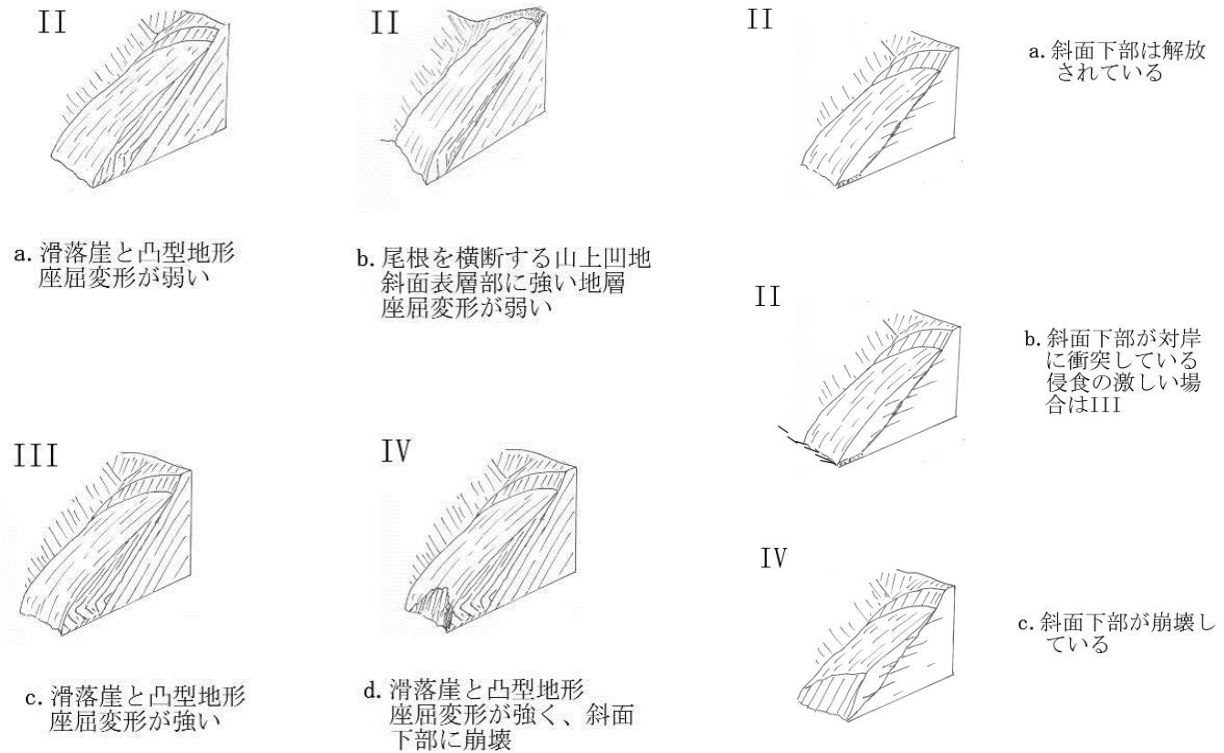 II
a. 滑落崖と凸型地形
座屈変形が弱い
II
b. 尾根を横断する山上凹地
斜面表層部に強い地層
座屈変形が弱い
III
c. 滑落崖と凸型地形
座屈変形が強い
IV
d. 滑落崖と凸型地形
座屈変形が強く、斜面
下部に崩壊
II
a. 斜面下部は解放
されている
II
b. 斜面下部が対岸
に衝突している
侵食の激しい場
合はIII
IV
c. 斜面下部が崩壊し
ている